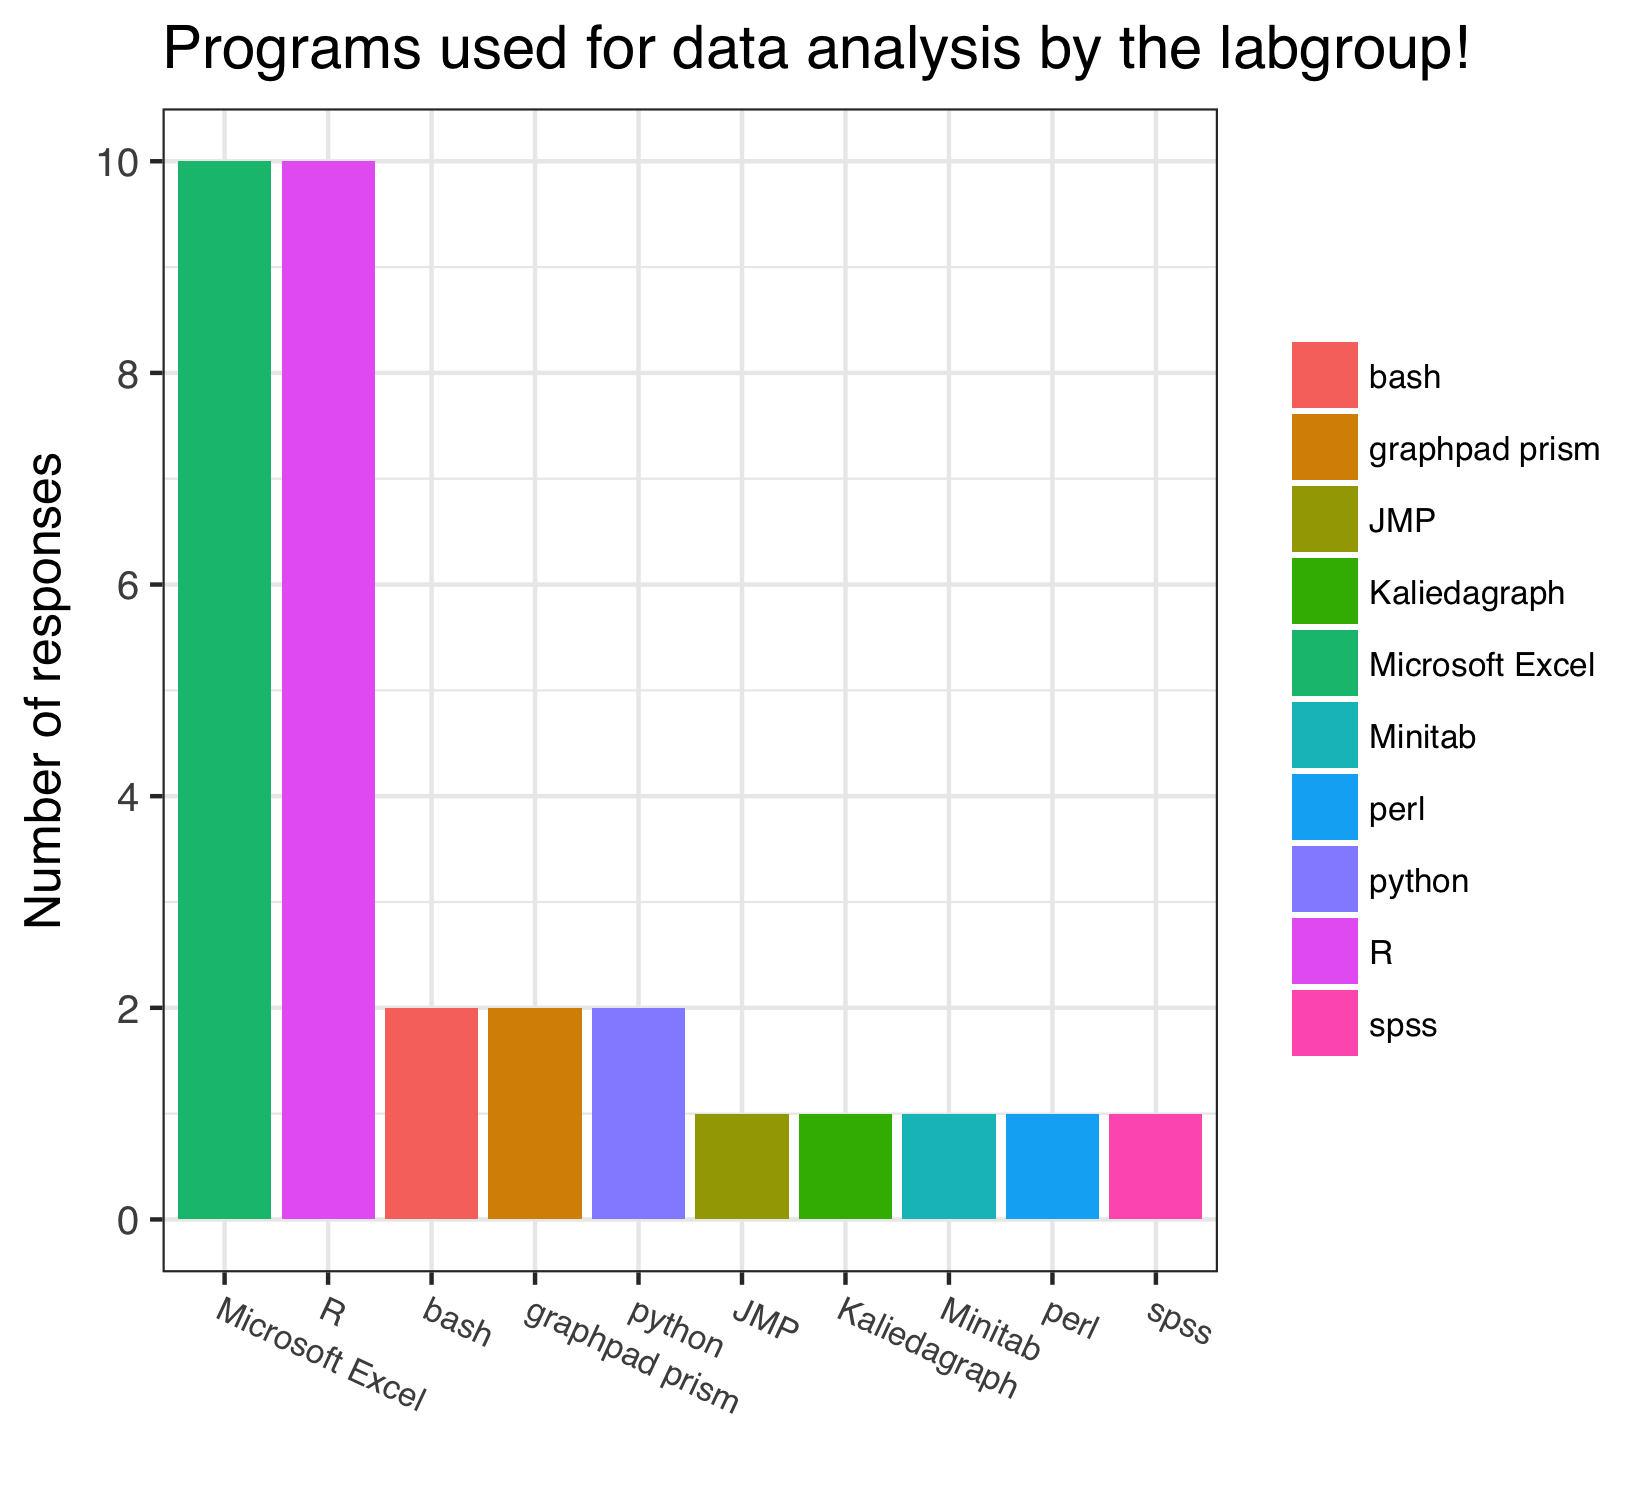 Programs used for data analysis by the labgroup!
Number of responses
10
8
6
4
2
0
Microsoft Excel
R
bash
graphpad prism
python
JMP
Kaliedagraph
Minitab
perl
spss
bash
graphpad prism
JMP
Kaliedagraph
Microsoft Excel
Minitab
perl
python
R
spss